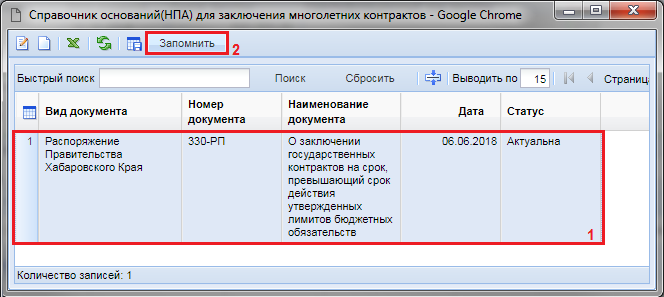 Справочник оснований(НПА) для заключения многолетних контрактов - Google Chrome
Запомнить
2
Быстрый поиск
Поиск
Сбросить
Выводить по
15
Страница
Вид документа
Номер
документа
Наименование
документа
Дата
Статус
1
Распоряжение
Правительства
Хабаровского Края
330-РП
О заключении
государственных
контрактов на срок,
превышающий срок
действия
утвержденных
лимитов бюджетных
обязательств
06.06.2018
Актуальна
1
Количество записей: 1